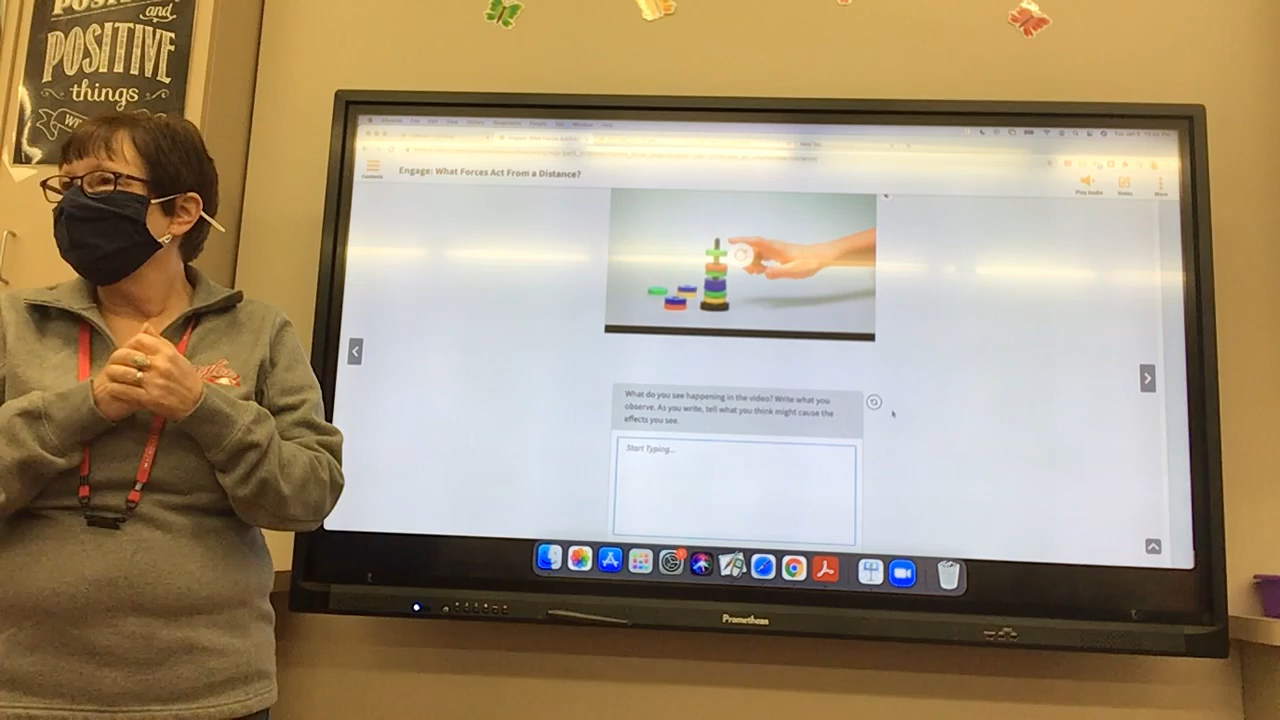 and
POSITIVE
things
Engage: What Forces Act From a Distance?
Contents
Play Audio
Notes
More
What do you see happening in the video? Write what you
observe. As you write, tell what you think might cause the
effects you see.
Start Typing...
Promethean